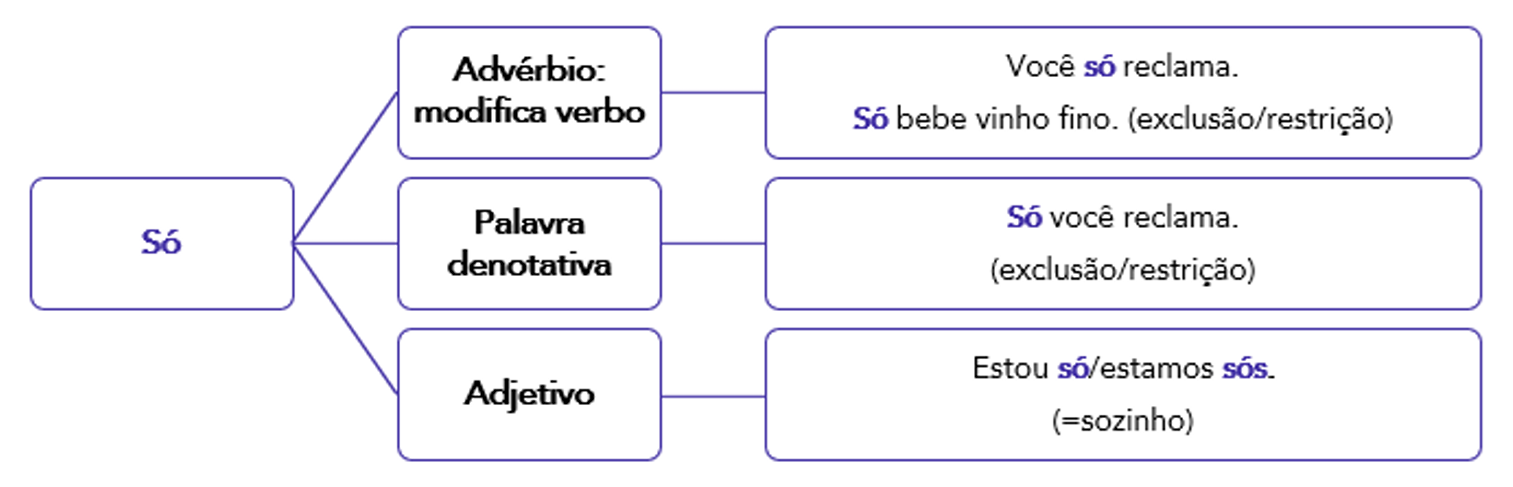 Só
Advérbio:
modifica verbo
Você só reclama.
Só bebe vinho fino. (exclusão/restrição)
Palavra
denotativa
Só você reclama.
(exclusão/restrição)
Adjetivo
Estou só/estamos sós.
(=sozinho)